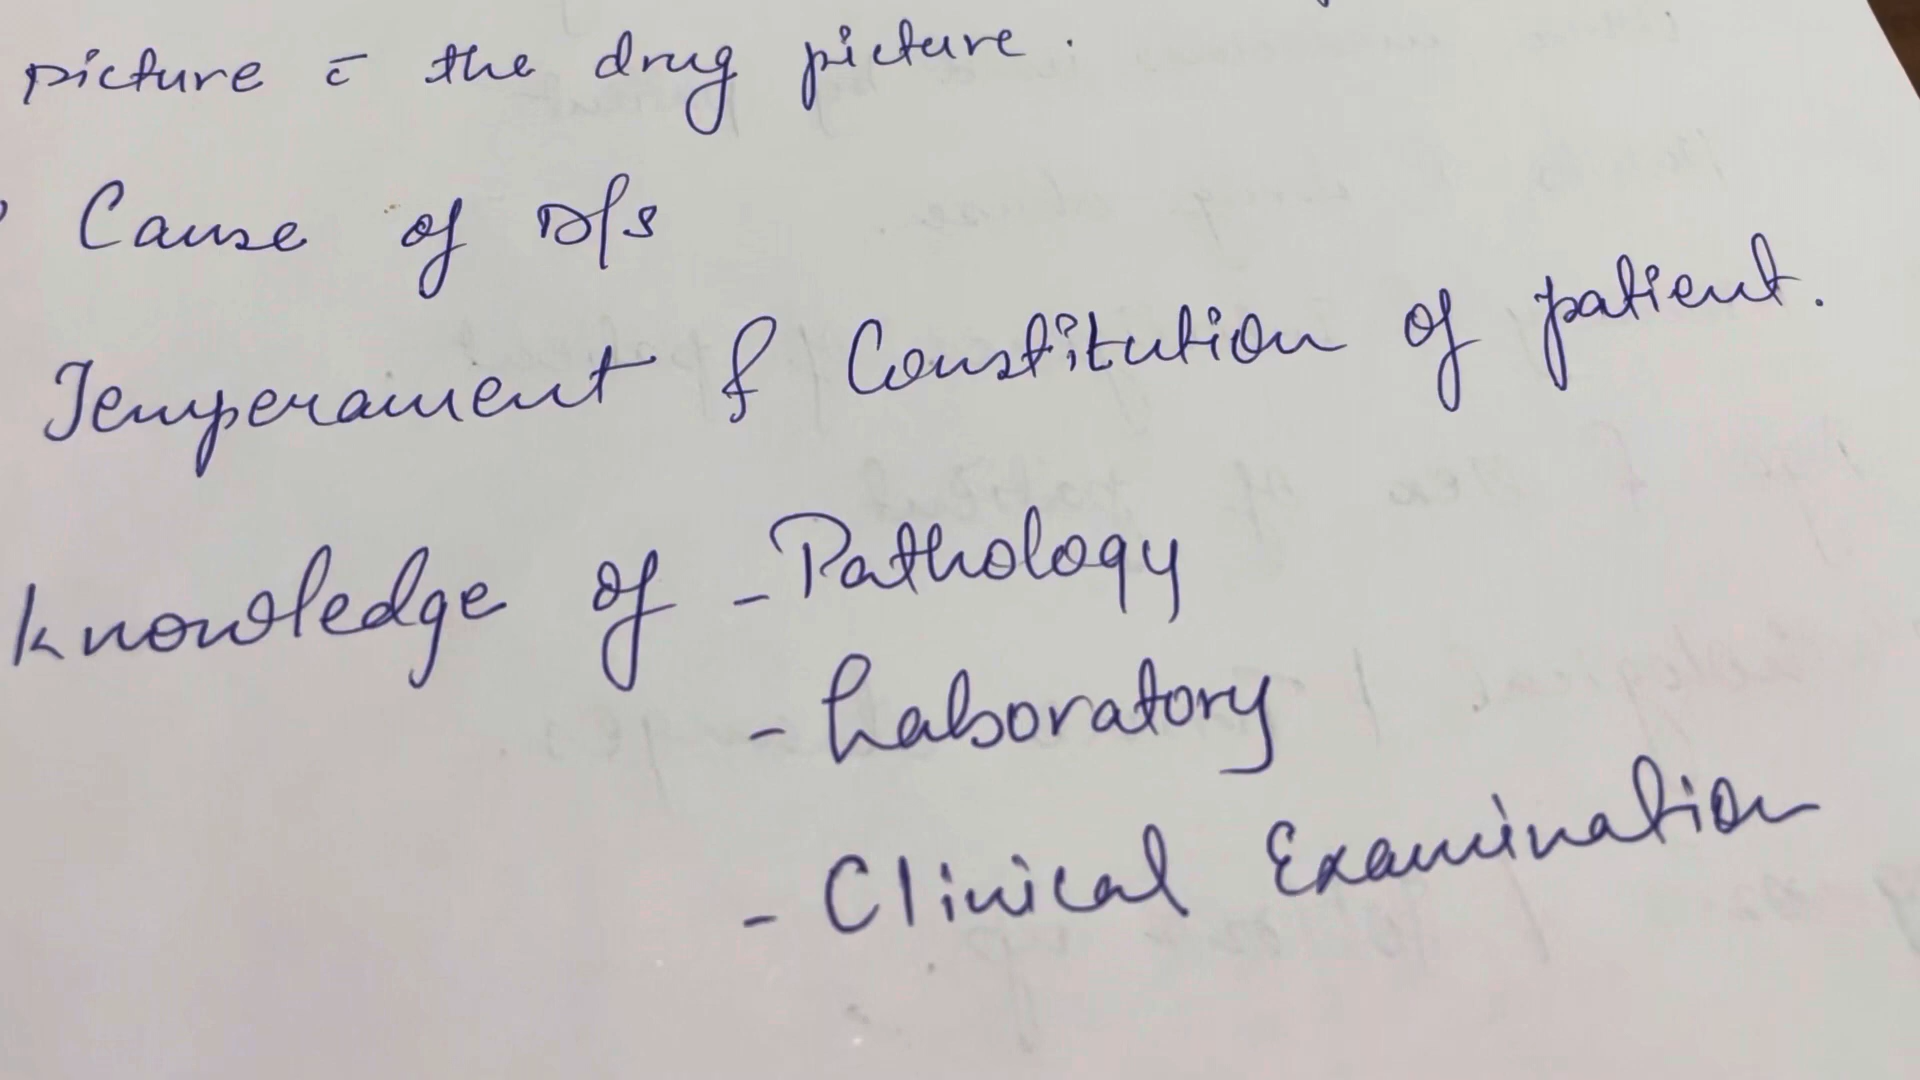 picture c̄ the drug picture.
Cause of D/s
Temperament & Constitution of patient.
Knowledge of - Pathology
- Laboratory
- Clinical Examination